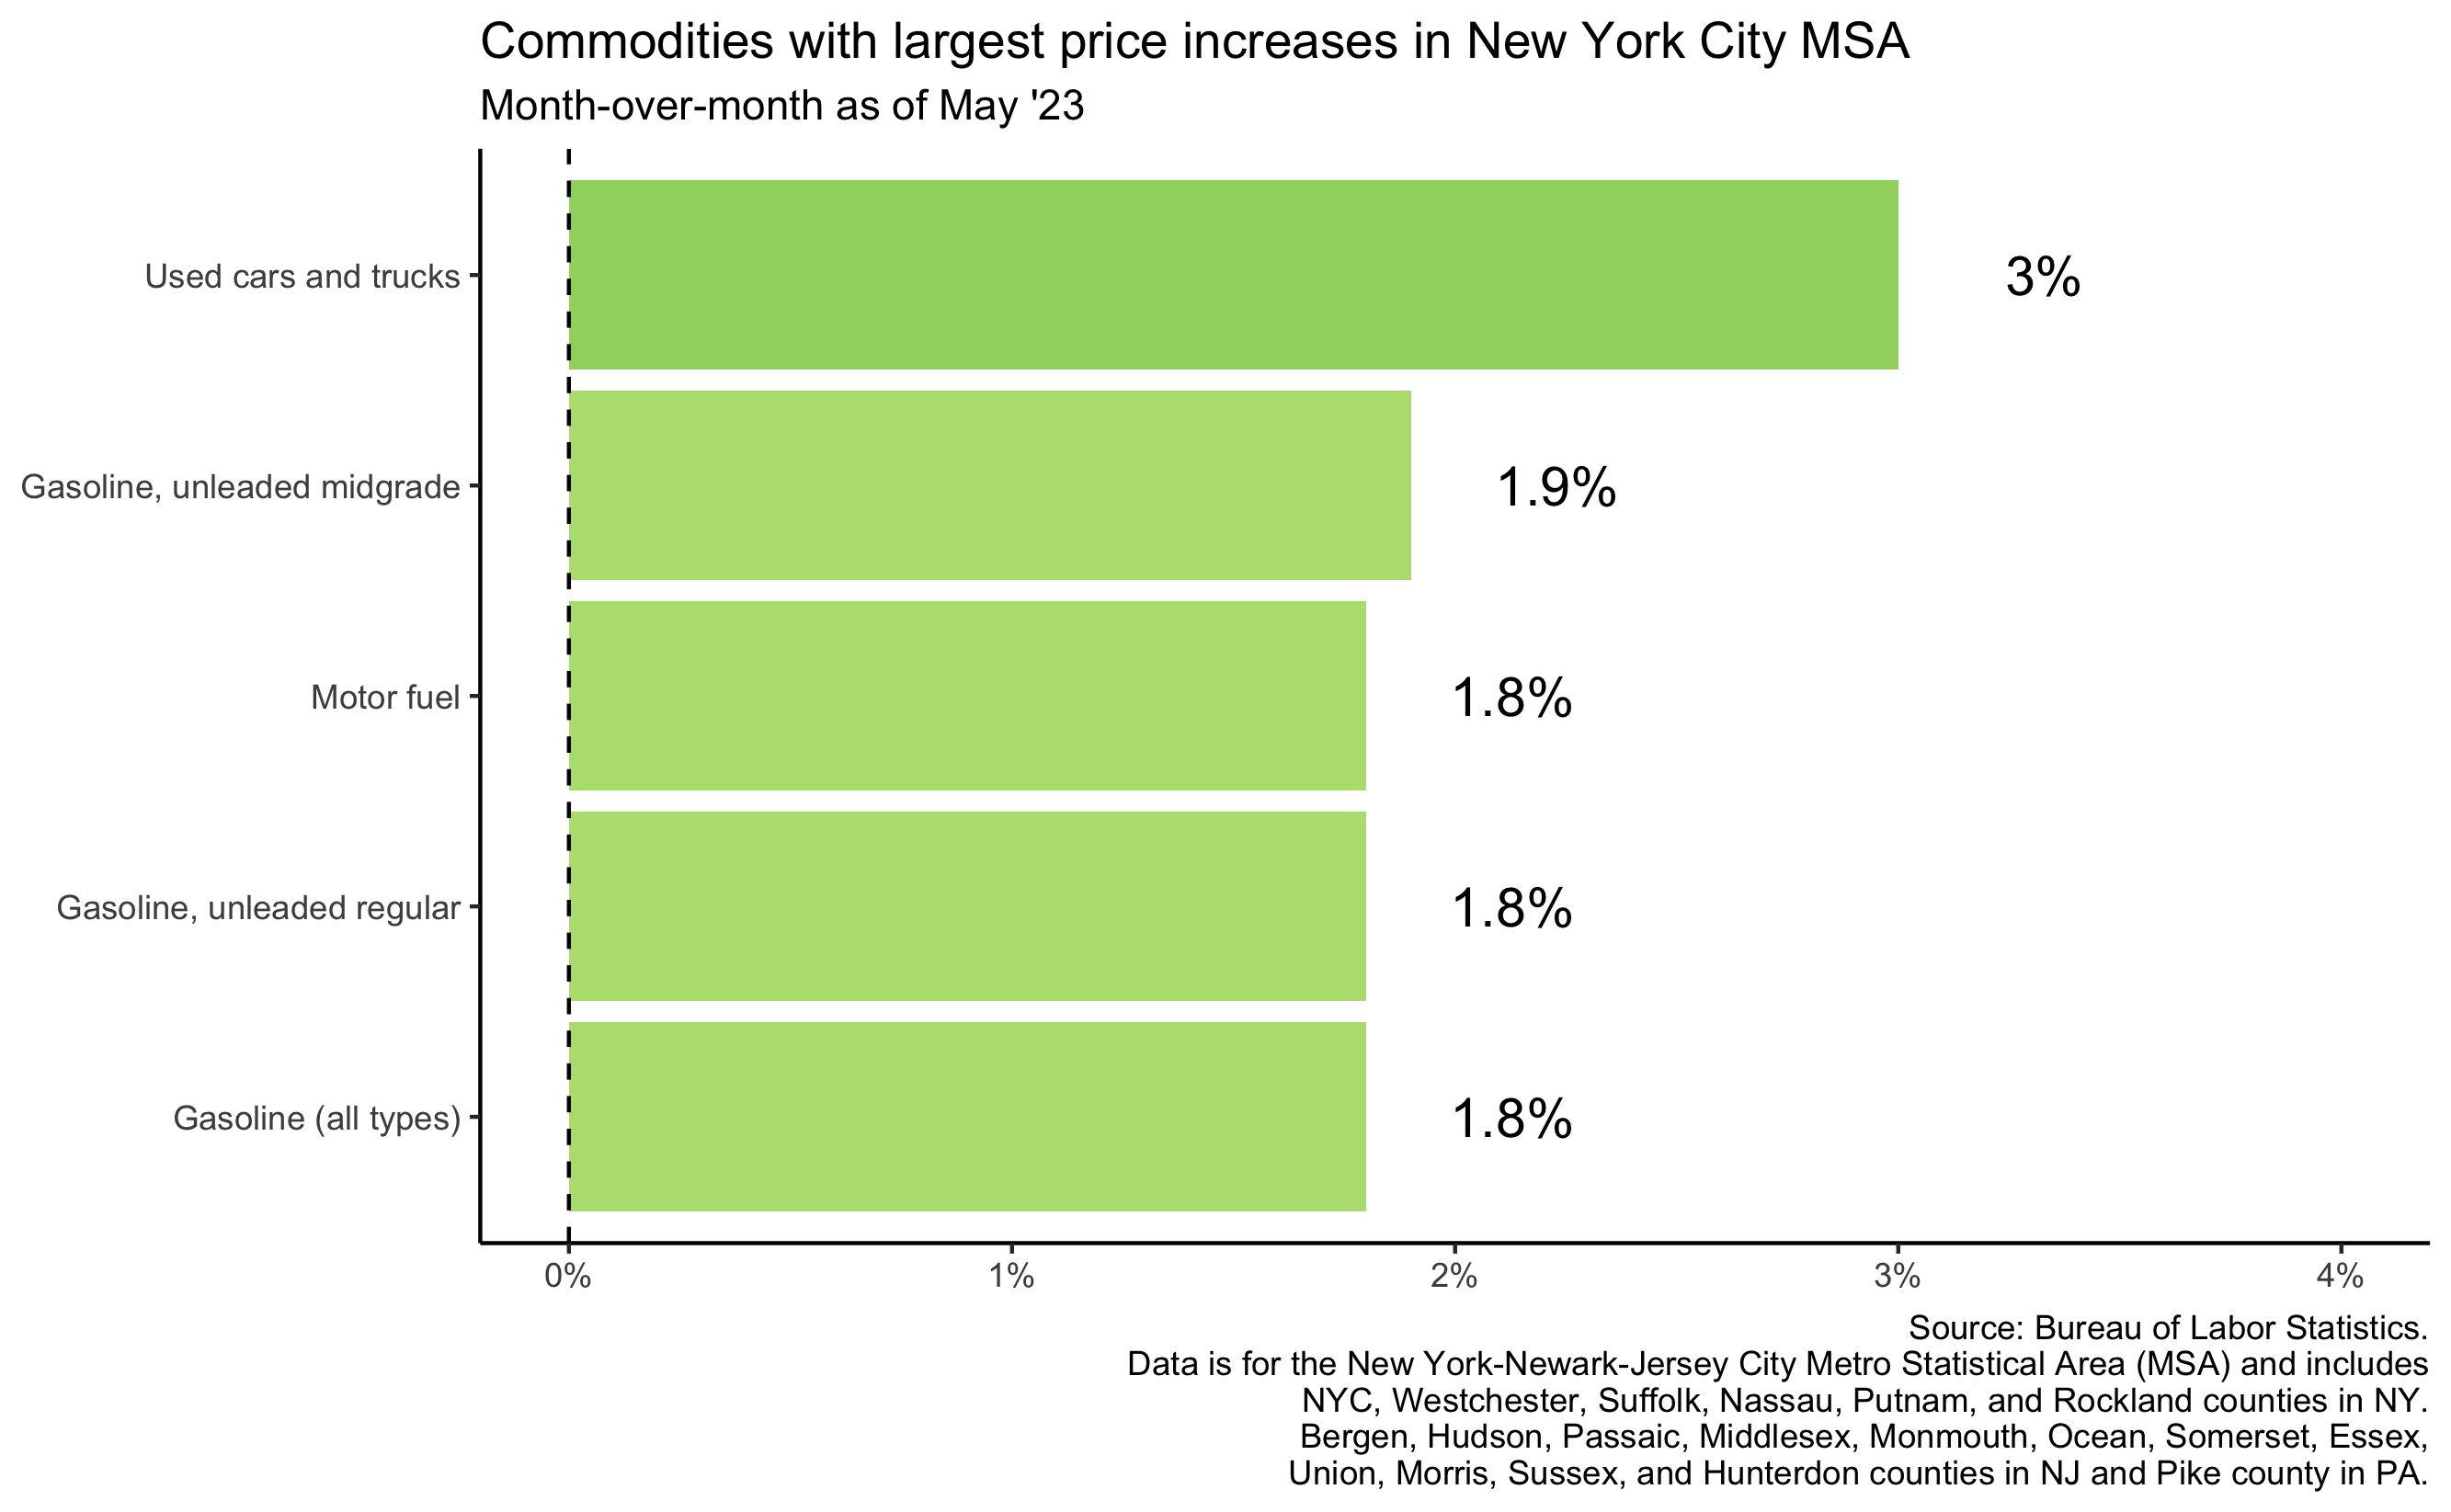 Commodities with largest price increases in New York City MSA
Month-over-month as of May '23
Used cars and trucks
3%
Gasoline, unleaded midgrade
1.9%
Motor fuel
1.8%
Gasoline, unleaded regular
1.8%
Gasoline (all types)
1.8%
0% 1% 2% 3% 4%
Source: Bureau of Labor Statistics.
Data is for the New York-Newark-Jersey City Metro Statistical Area (MSA) and includes
NYC, Westchester, Suffolk, Nassau, Putnam, and Rockland counties in NY.
Bergen, Hudson, Passaic, Middlesex, Monmouth, Ocean, Somerset, Essex,
Union, Morris, Sussex, and Hunterdon counties in NJ and Pike county in PA.